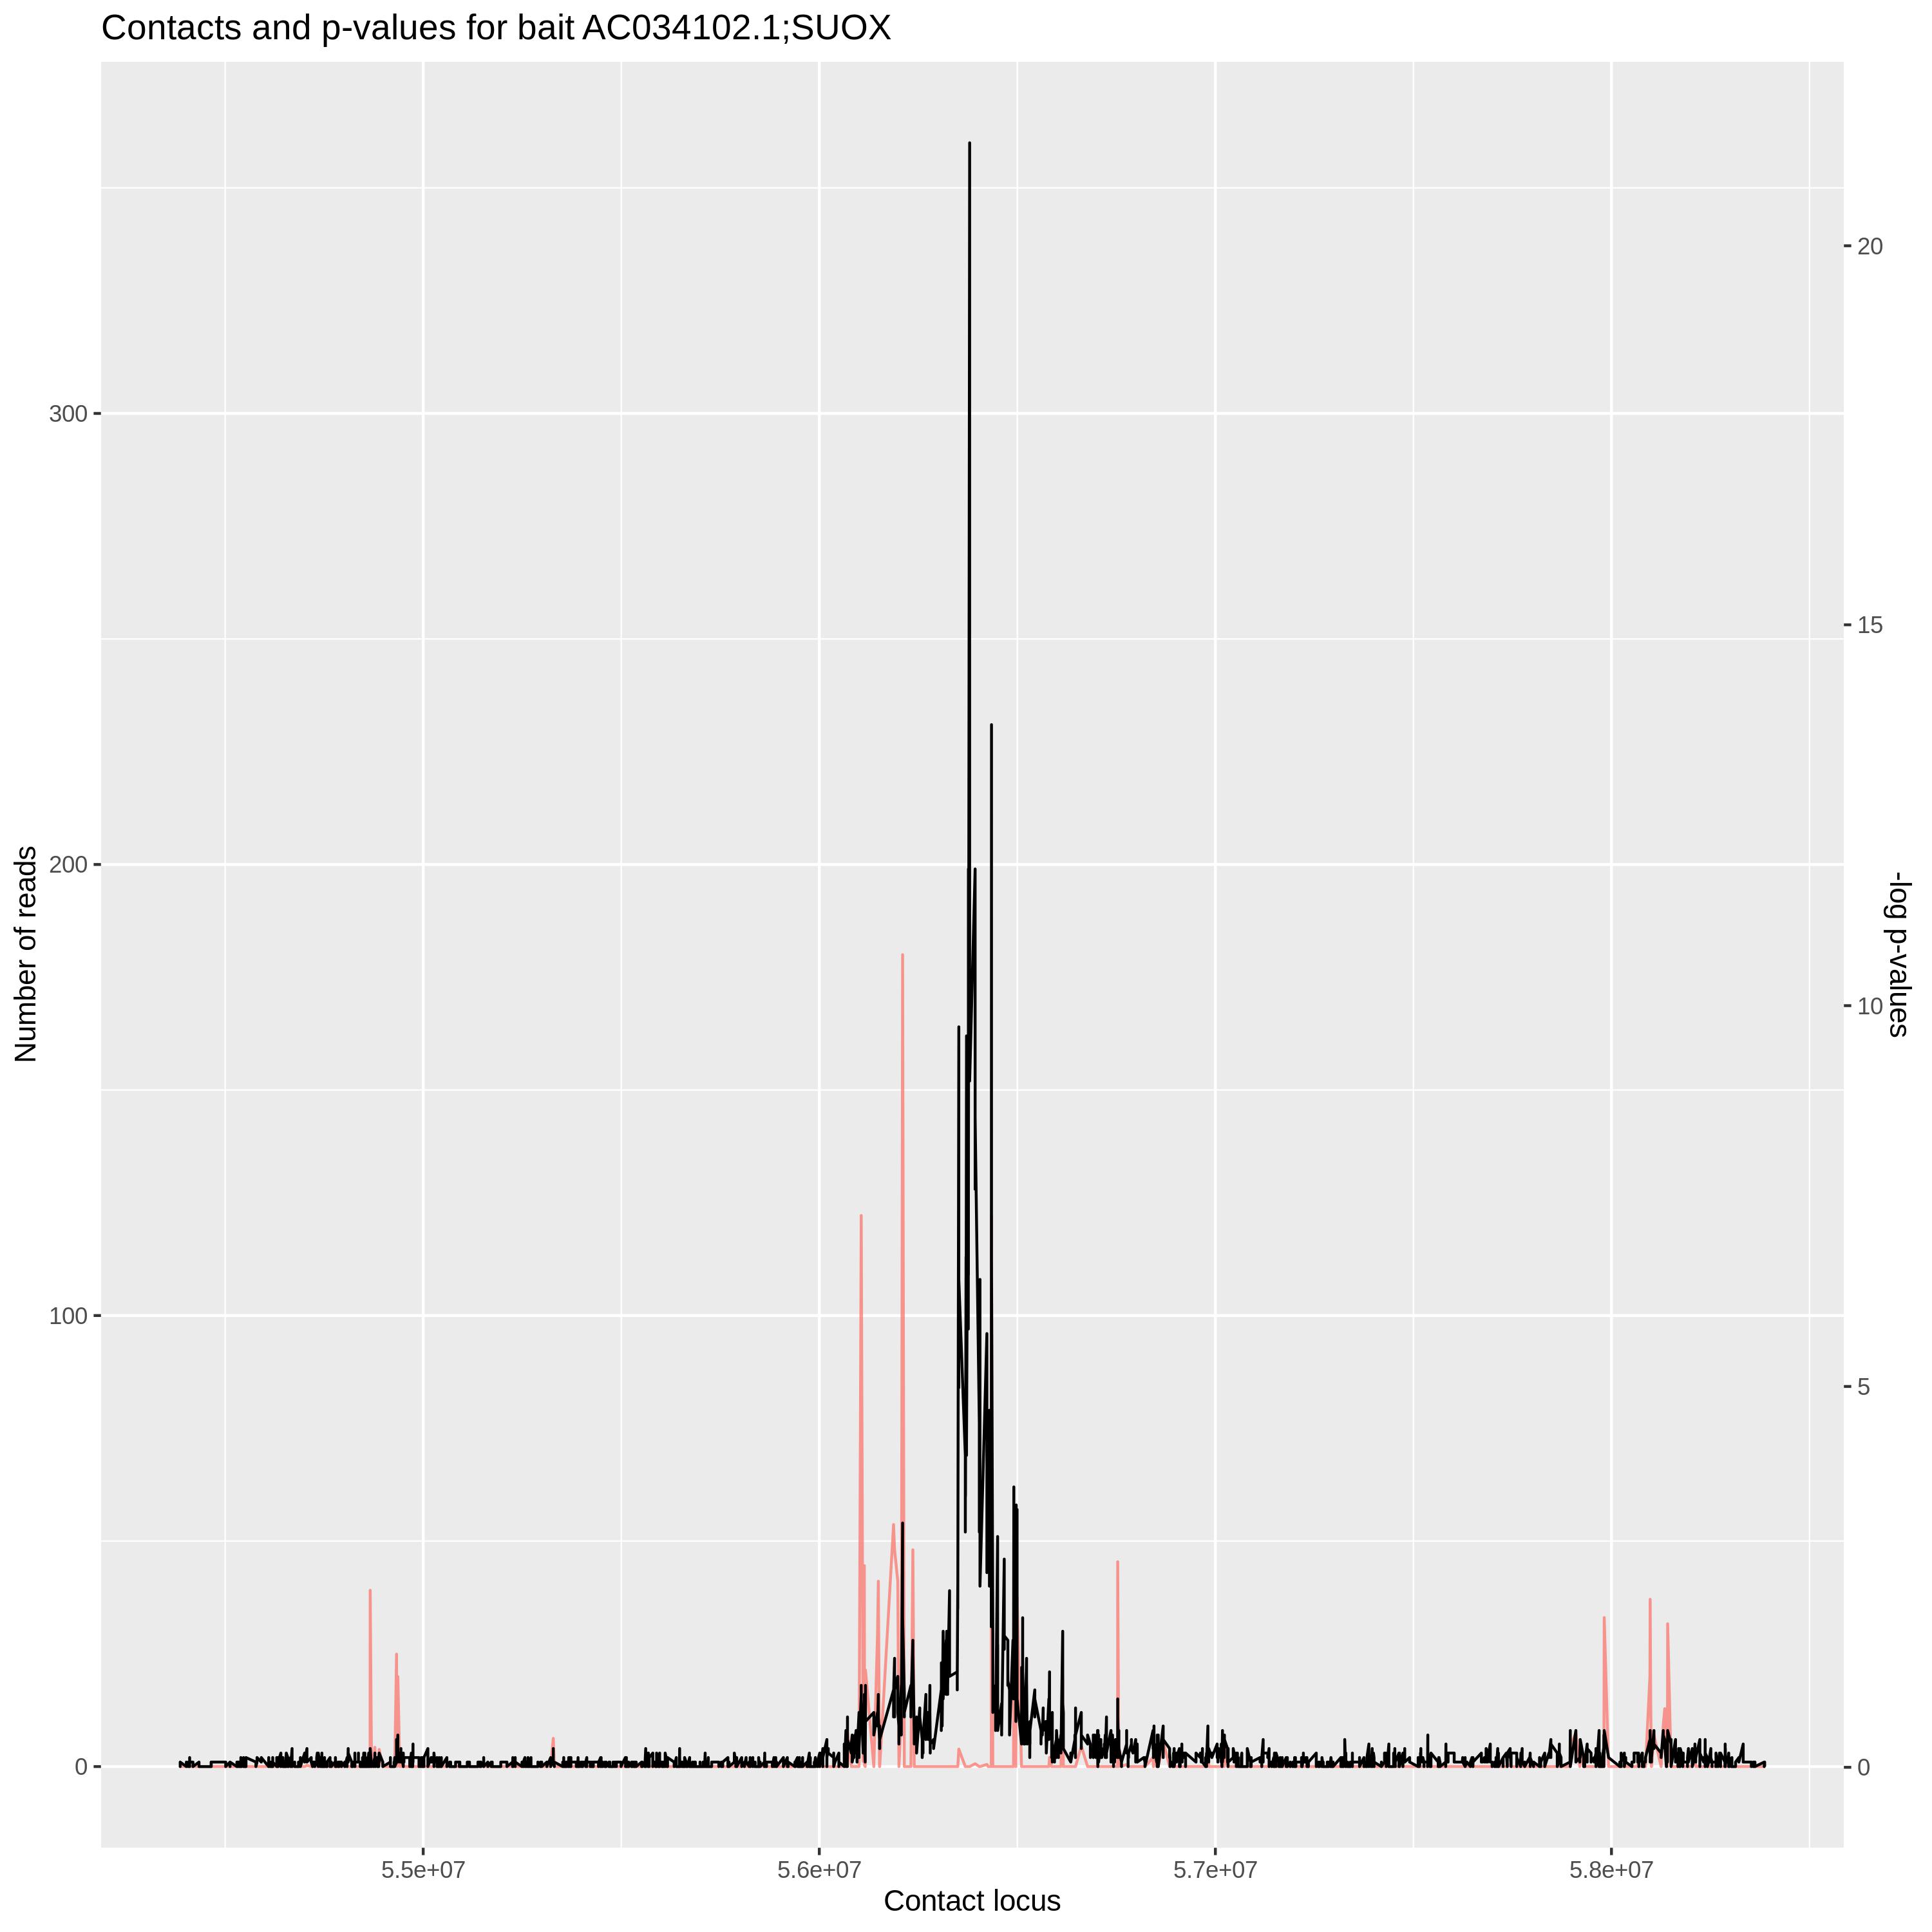 Contacts and p-values for bait AC034102.1;SUOX
Number of reads
300
200
100
0
20
15
10
5
0
-log p-values
5.5e+07
5.6e+07
5.7e+07
5.8e+07
Contact locus